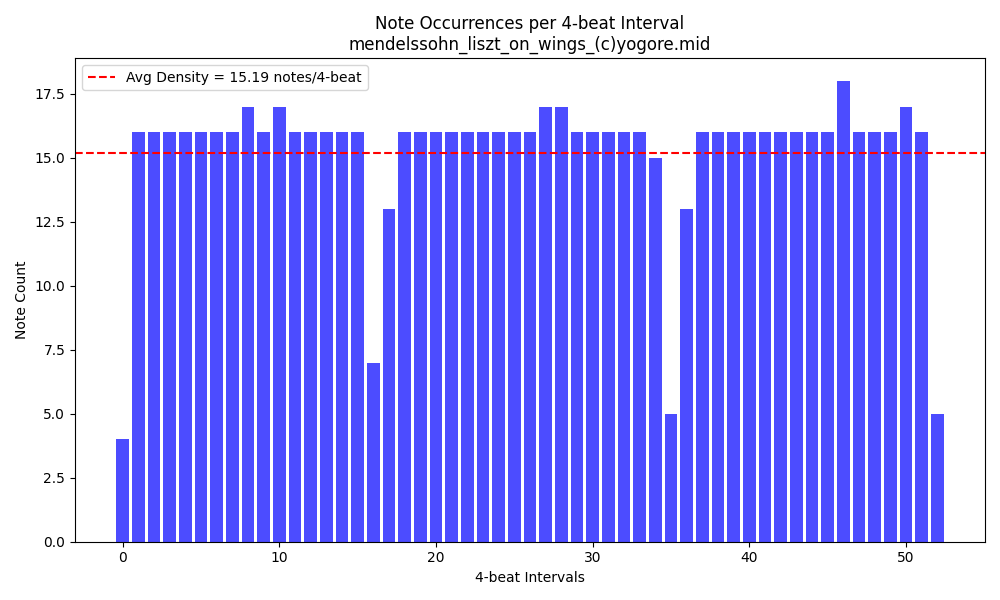 Note Occurrences per 4-beat Interval
mendelssohn_liszt_on_wings_(c)yogore.mid
Avg Density = 15.19 notes/4-beat
Note Count
17.5
15.0
12.5
10.0
7.5
5.0
2.5
0.0
0 10 20 30 40 50
4-beat Intervals